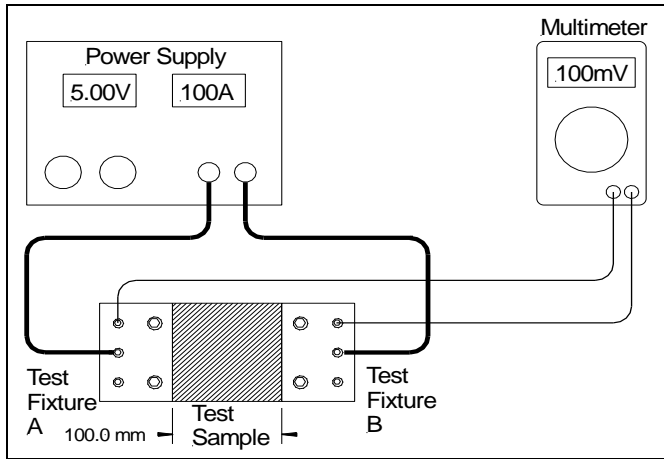 Multimeter
Power Supply
5.00V
100A
100mV
Test
Fixture
A
Test
Fixture
B
Test
Sample
100.0 mm